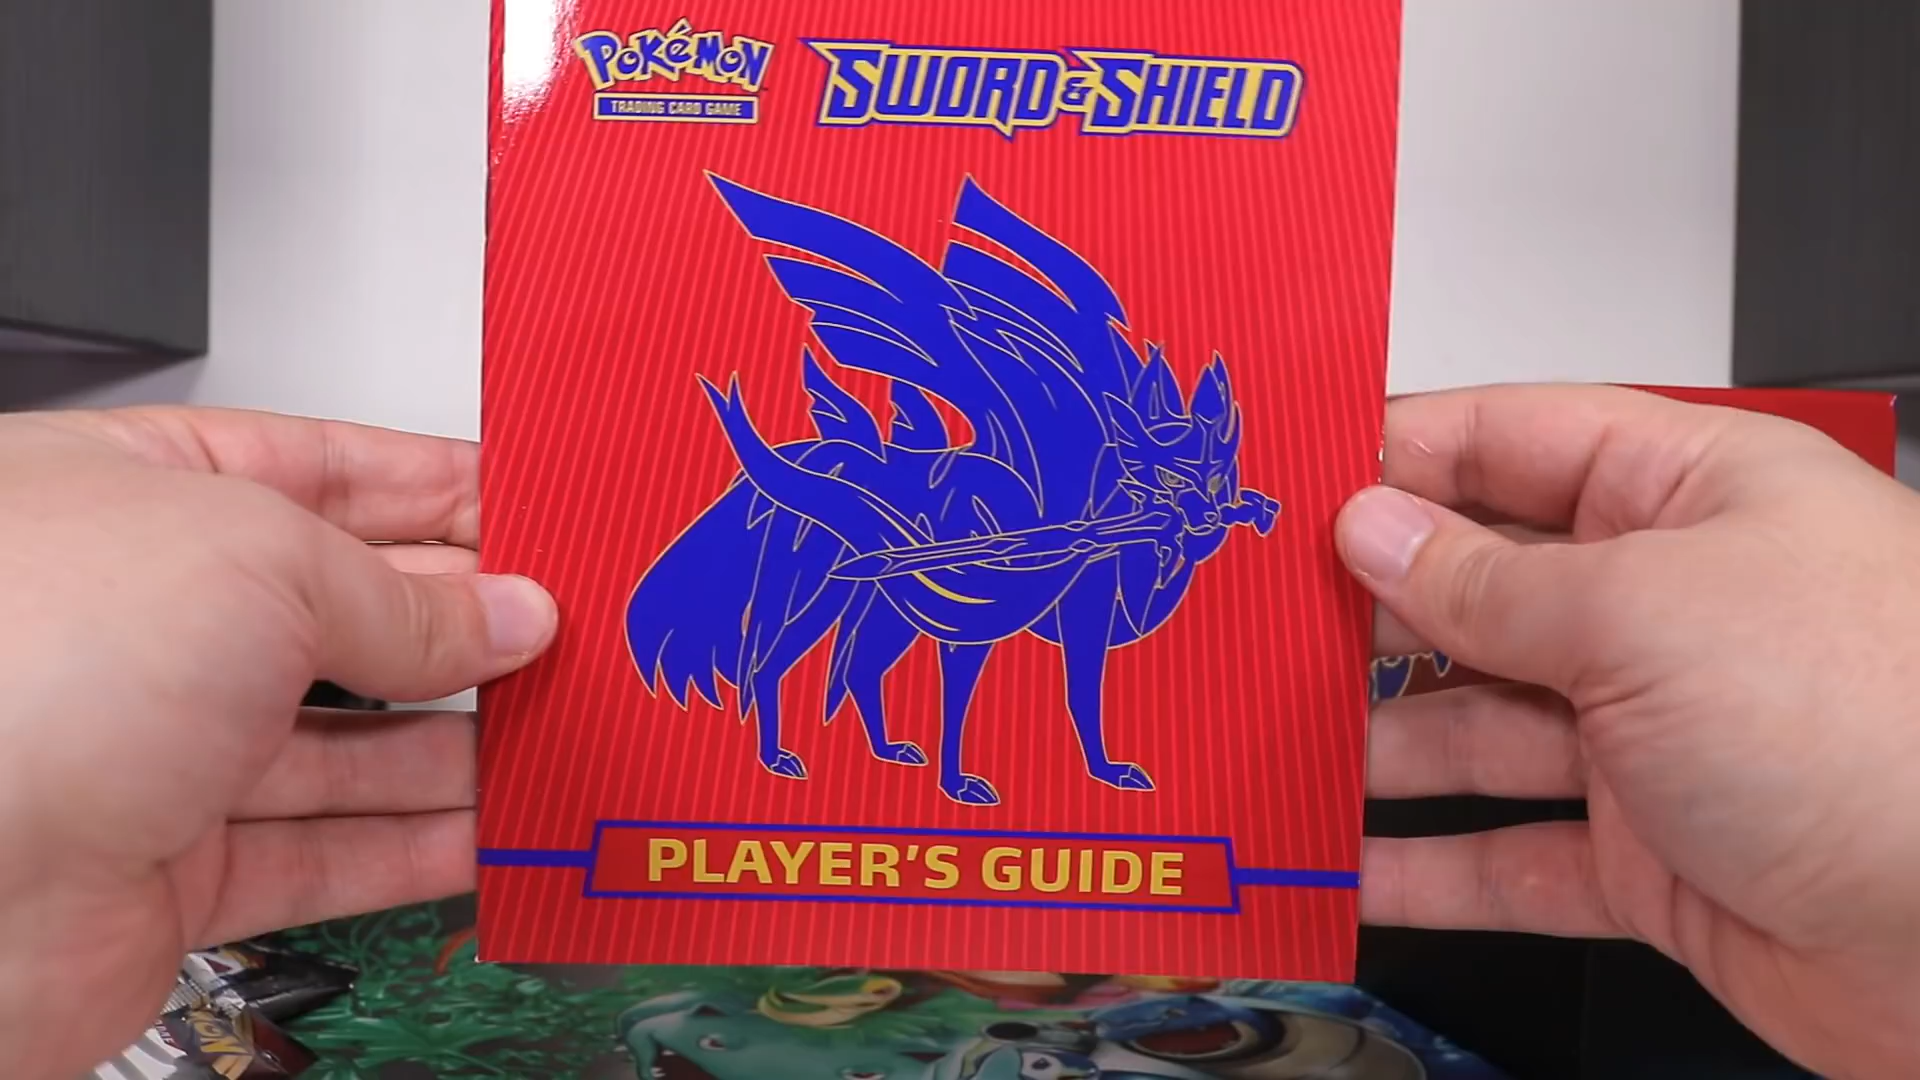 POKÉMON
TRADING CARD GAME
SWORD & SHIELD
PLAYER'S GUIDE